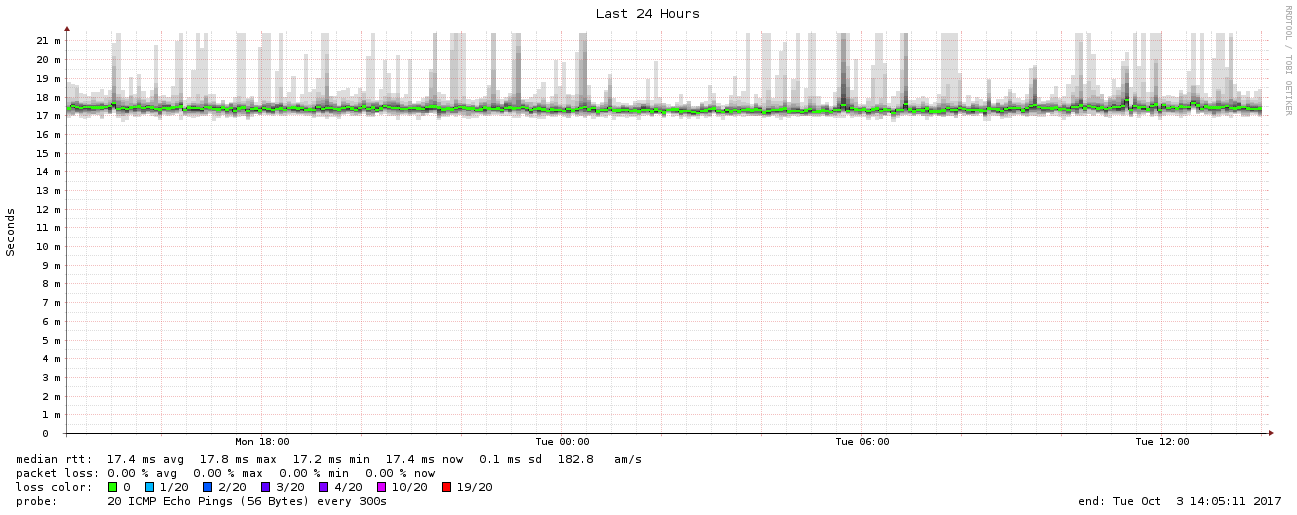 Last 24 Hours
RRDTOOL / TOBI OETIKER
Seconds
21 m
20 m
19 m
18 m
17 m
16 m
15 m
14 m
13 m
12 m
11 m
10 m
9 m
8 m
7 m
6 m
5 m
4 m
3 m
2 m
1 m
0
Mon 18:00 Tue 00:00 Tue 06:00 Tue 12:00
median rtt: 17.4 ms avg 17.8 ms max 17.2 ms min 17.4 ms now 0.1 ms sd 182.8 am/s
packet loss: 0.00 % avg 0.00 % max 0.00 % min 0.00 % now
loss color: 0 1/20 2/20 3/20 4/20 10/20 19/20
probe: 20 ICMP Echo Pings (56 Bytes) every 300s end: Tue Oct 3 14:05:11 2017